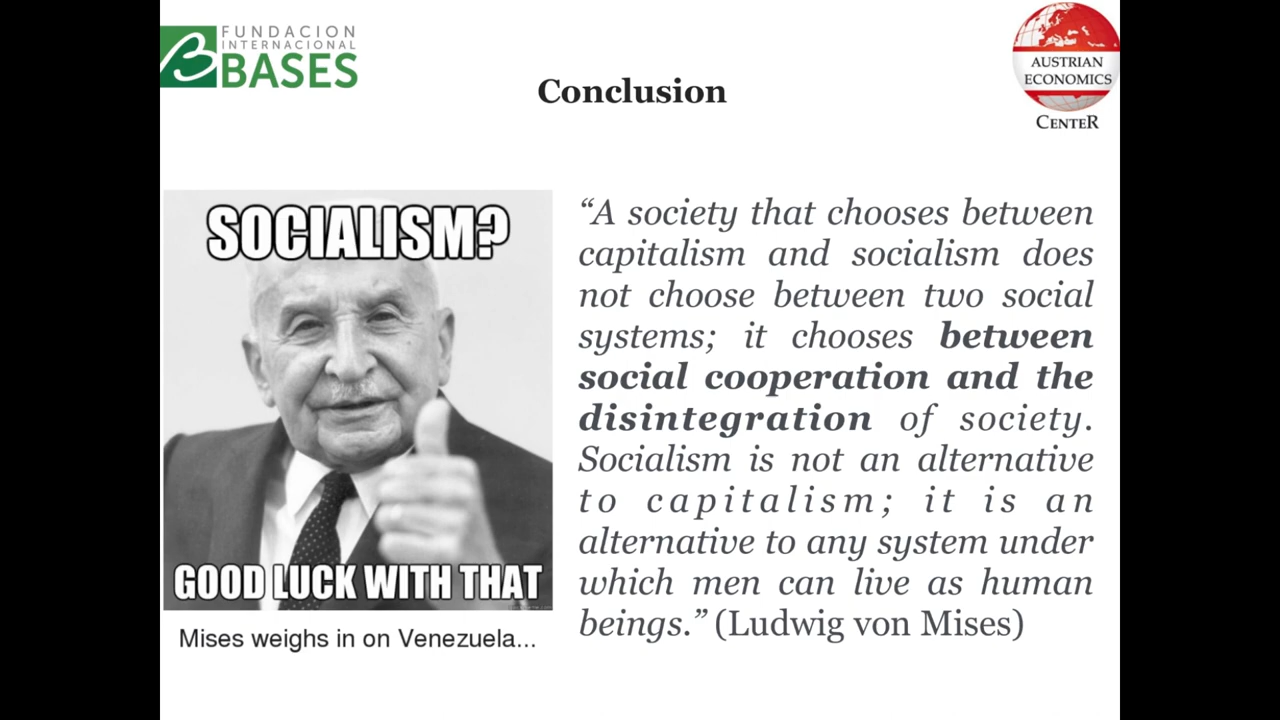 FUNDACION
INTERNACIONAL
BASES
AUSTRIAN
ECONOMICS
CENTER
Conclusion
SOCIALISM?
GOOD LUCK WITH THAT
Mises weighs in on Venezuela...
“A society that chooses between
capitalism and socialism does
not choose between two social
systems; it chooses between
social cooperation and the
disintegration of society.
Socialism is not an alternative
to capitalism; it is an
alternative to any system under
which men can live as human
beings.” (Ludwig von Mises)